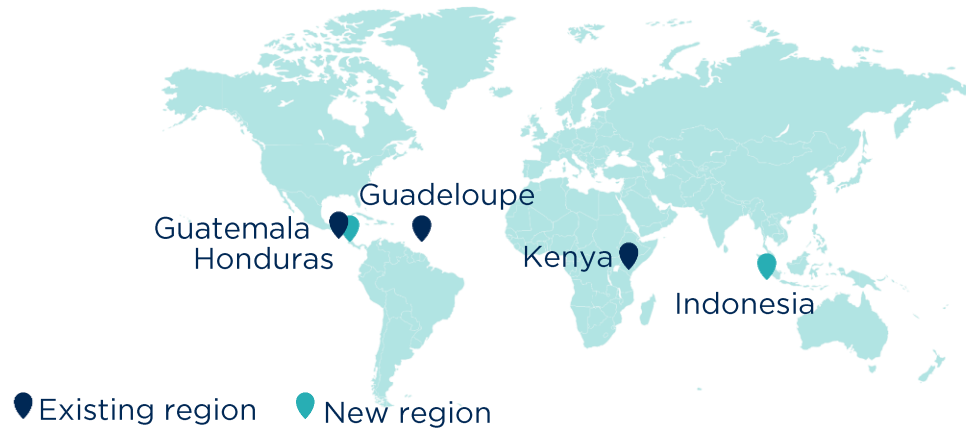 Guadeloupe
Guatemala
Honduras
Kenya
Indonesia
Existing region
New region